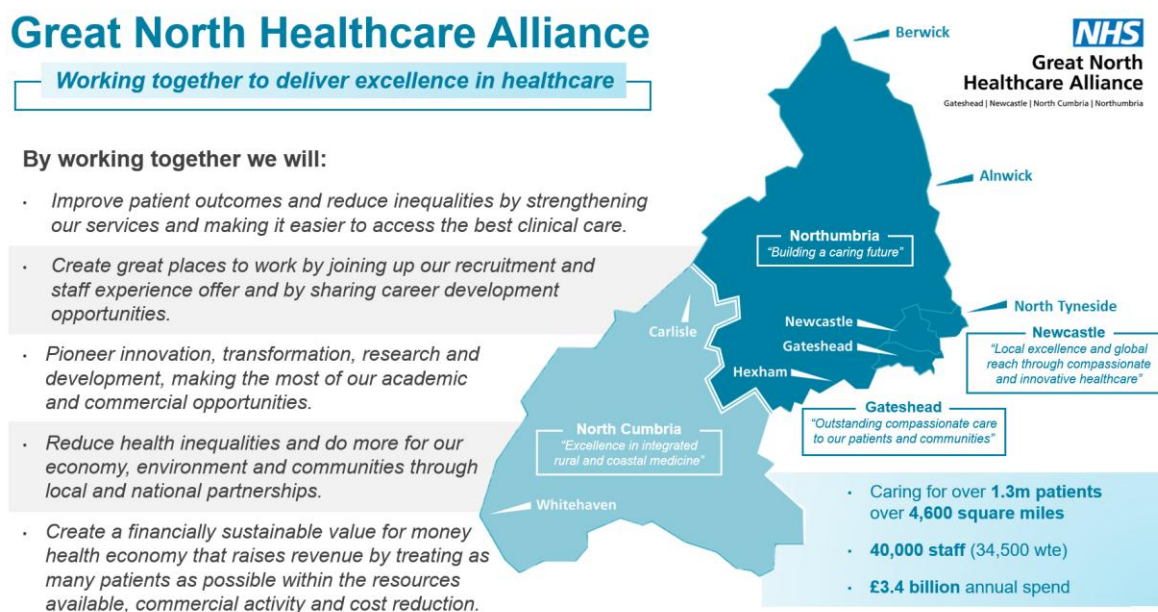 Great North Healthcare Alliance
Working together to deliver excellence in healthcare
NHS
Great North
Healthcare Alliance
Gateshead | Newcastle | North Cumbria | Northumbria
By working together we will:
• Improve patient outcomes and reduce inequalities by strengthening
our services and making it easier to access the best clinical care.
• Create great places to work by joining up our recruitment and
staff experience offer and by sharing career development
opportunities.
• Pioneer innovation, transformation, research and
development, making the most of our academic
and commercial opportunities.
• Reduce health inequalities and do more for our
economy, environment and communities through
local and national partnerships.
• Create a financially sustainable value for money
health economy that raises revenue by treating as
many patients as possible within the resources
available, commercial activity and cost reduction.
Berwick
Alnwick
Northumbria
"Building a caring future"
North Tyneside
Carlisle
Newcastle
Gateshead
Hexham
Newcastle
"Local excellence and global
reach through compassionate
and innovative healthcare"
Gateshead
"Outstanding compassionate care
to our patients and communities"
North Cumbria
"Excellence in integrated
rural and coastal medicine"
Whitehaven
• Caring for over 1.3m patients
over 4,600 square miles
• 40,000 staff (34,500 wte)
• £3.4 billion annual spend